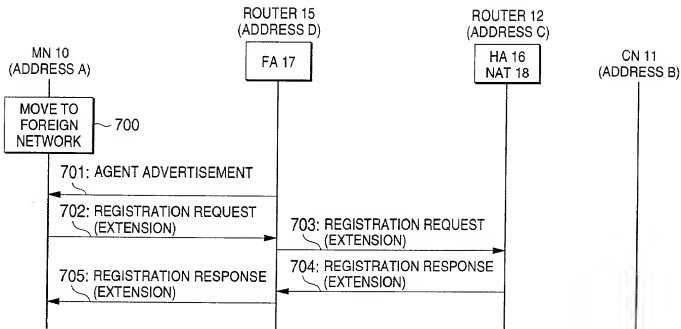 MN 10
(ADDRESS A)
ROUTER 15
(ADDRESS D)
FA 17
ROUTER 12
(ADDRESS C)
HA 16
NAT 18
CN 11
(ADDRESS B)
MOVE TO
FOREIGN
NETWORK
700
701: AGENT ADVERTISEMENT
702: REGISTRATION REQUEST
(EXTENSION)
703: REGISTRATION REQUEST
(EXTENSION)
704: REGISTRATION RESPONSE
(EXTENSION)
705: REGISTRATION RESPONSE
(EXTENSION)